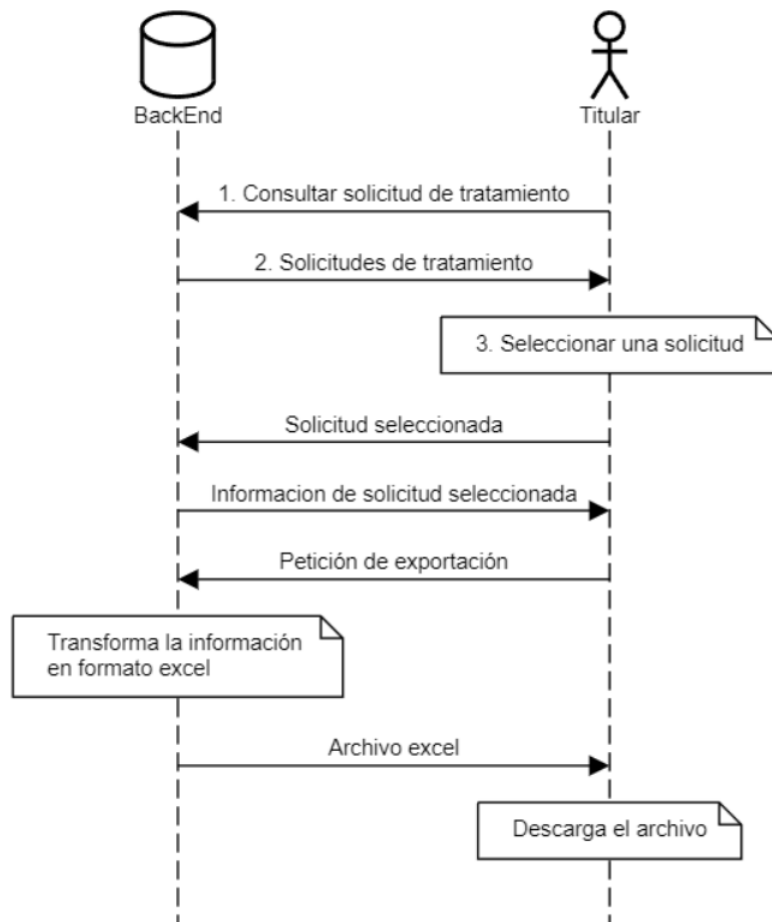 BackEnd
Titular
1. Consultar solicitud de tratamiento
2. Solicitudes de tratamiento
3. Seleccionar una solicitud
Solicitud seleccionada
Informacion de solicitud seleccionada
Petición de exportación
Transforma la información
en formato excel
Archivo excel
Descarga el archivo